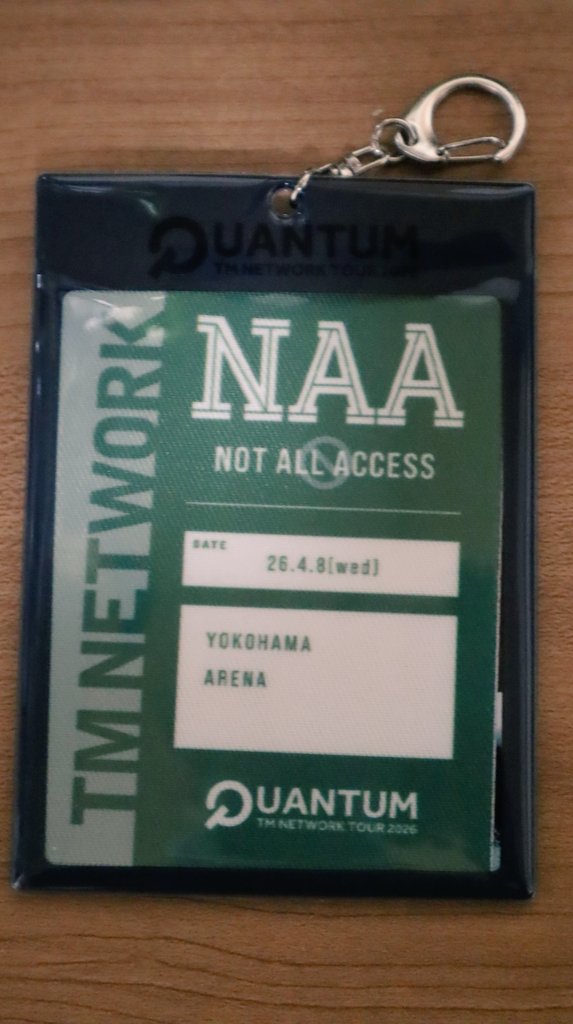 QUANTUM
TM NETWORK TOUR 2026
TM NETWORK
NAA
NOT ALL ACCESS
DATE
26.4.8[wed]
YOKOHAMA
ARENA
QUANTUM
TM NETWORK TOUR 2026